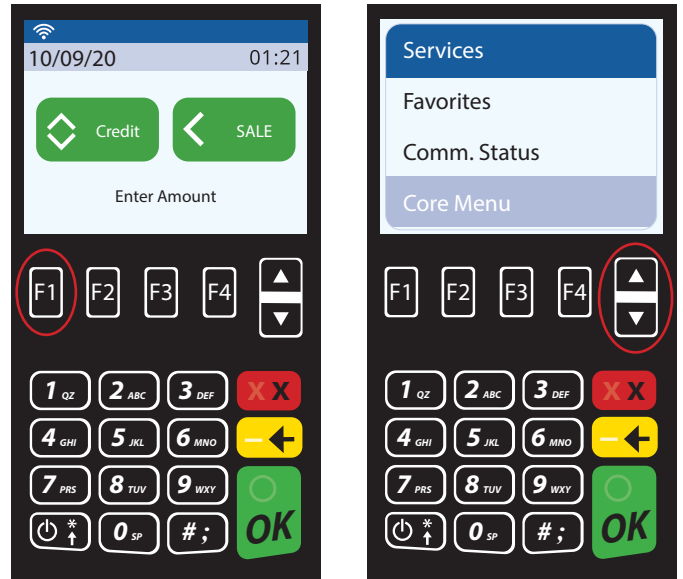 10/09/20 01:21
Credit SALE
Enter Amount
F1 F2 F3 F4
1 QZ 2 ABC 3 DEF X X
4 GHI 5 JKL 6 MNO
7 PRS 8 TUV 9 WXY
* 0 SP # ; OK
Services
Favorites
Comm. Status
Core Menu
F1 F2 F3 F4
1 QZ 2 ABC 3 DEF X X
4 GHI 5 JKL 6 MNO
7 PRS 8 TUV 9 WXY
* 0 SP # ; OK